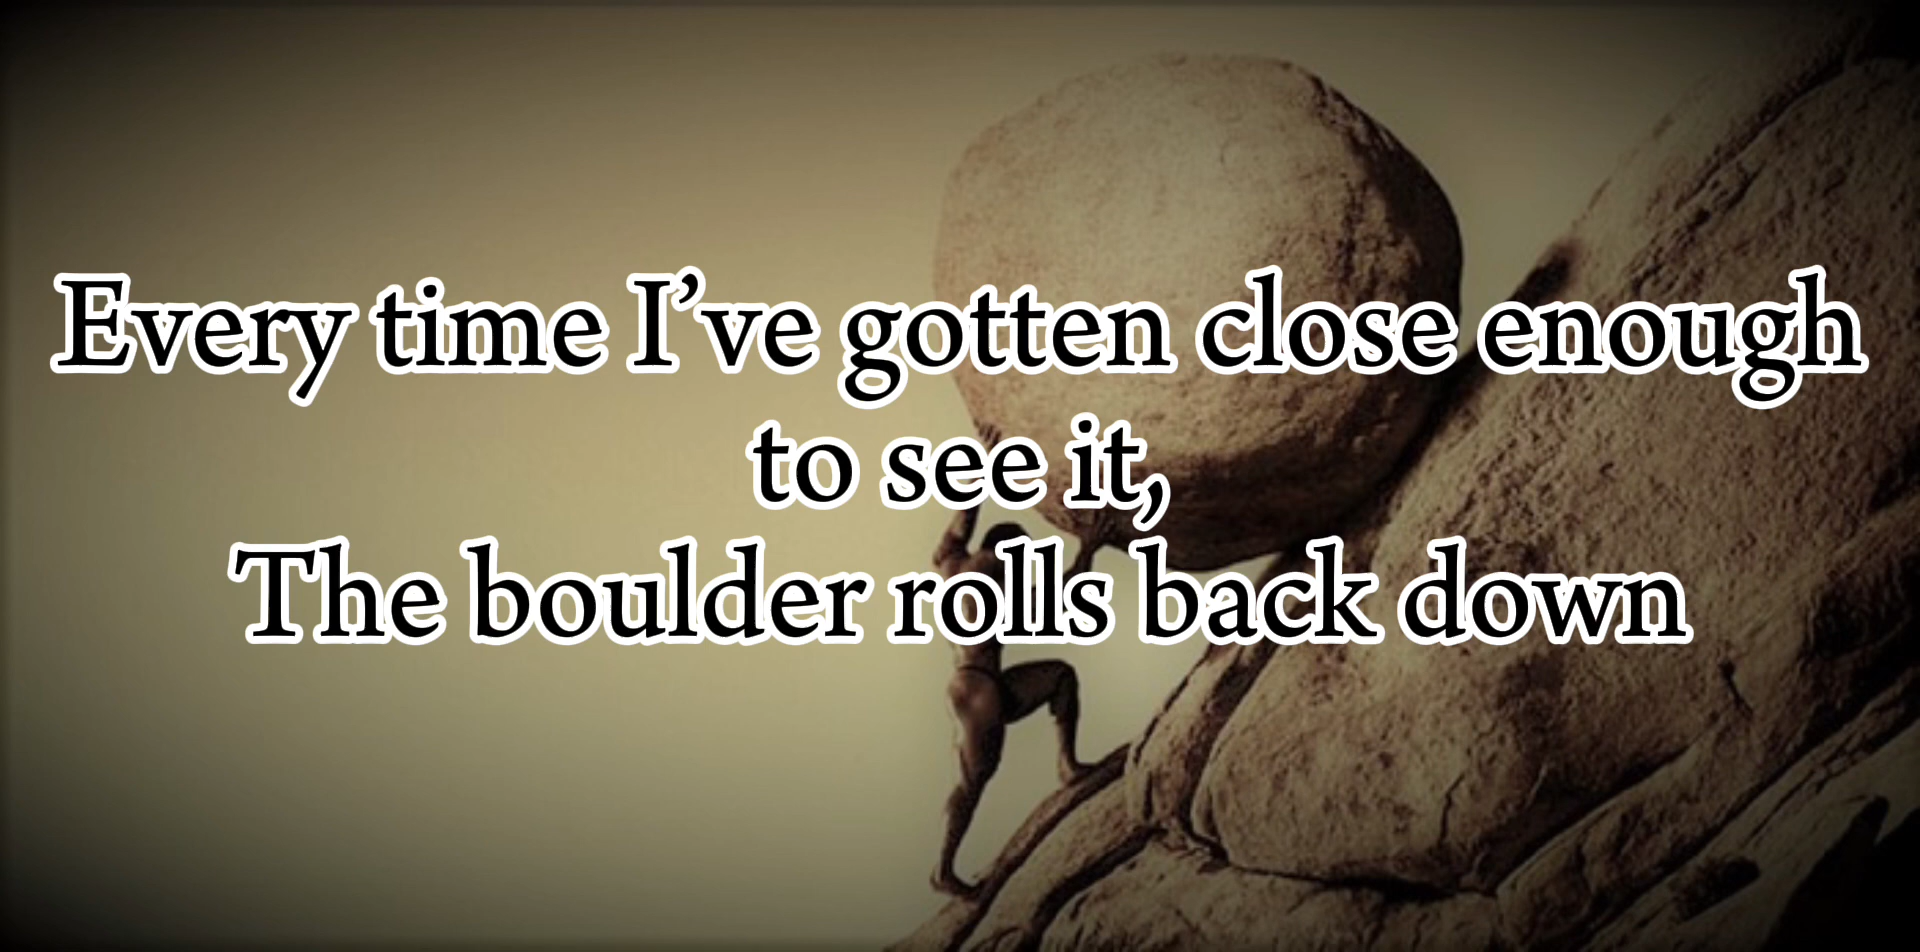 Every time I’ve gotten close enough
to see it,
The boulder rolls back down